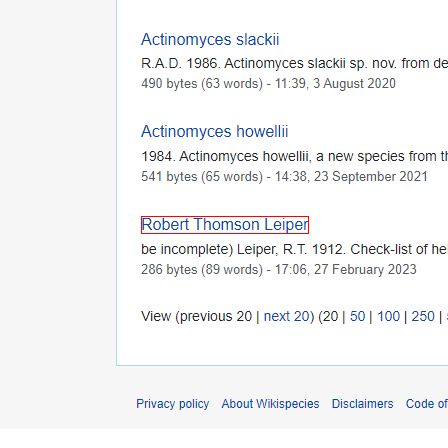 Actinomyces slackii
R.A.D. 1986. Actinomyces slackii sp. nov. from de
490 bytes (63 words) - 11:39, 3 August 2020
Actinomyces howellii
1984. Actinomyces howellii, a new species from th
541 bytes (65 words) - 14:38, 23 September 2021
Robert Thomson Leiper
be incomplete) Leiper, R.T. 1912. Check-list of hel
286 bytes (89 words) - 17:06, 27 February 2023
View (previous 20 | next 20) (20 | 50 | 100 | 250 |
Privacy policy About Wikispecies Disclaimers Code of